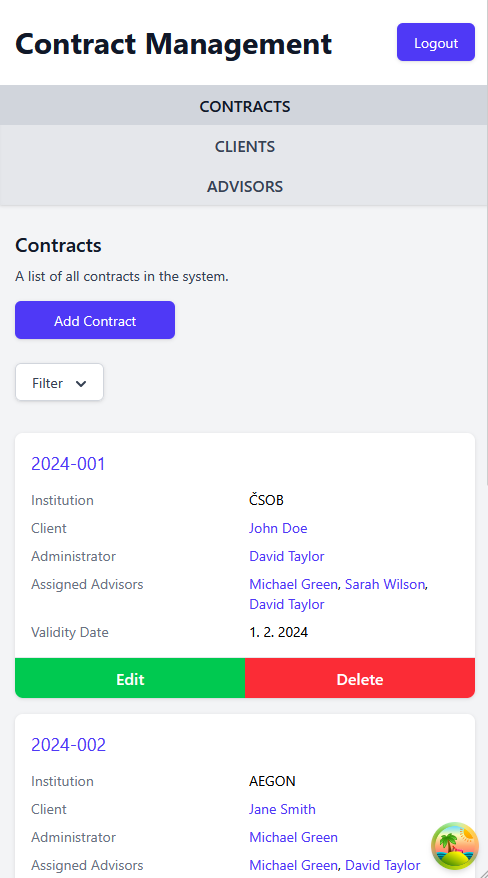 Contract Management
Logout
CONTRACTS
CLIENTS
ADVISORS
Contracts
A list of all contracts in the system.
Add Contract
Filter
2024-001
Institution ČSOB
Client John Doe
Administrator David Taylor
Assigned Advisors Michael Green, Sarah Wilson,
David Taylor
Validity Date 1. 2. 2024
Edit Delete
2024-002
Institution AEGON
Client Jane Smith
Administrator Michael Green
Assigned Advisors Michael Green, David Taylor